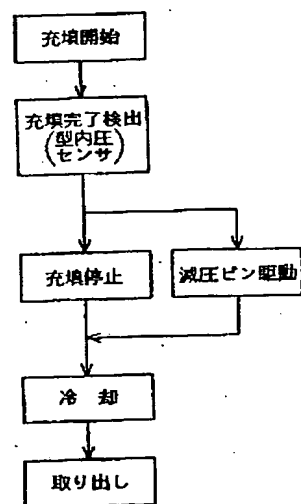 充填開始
充填完了検出
(型内圧
センサ)
充填停止
減圧ピン駆動
冷却
取り出し